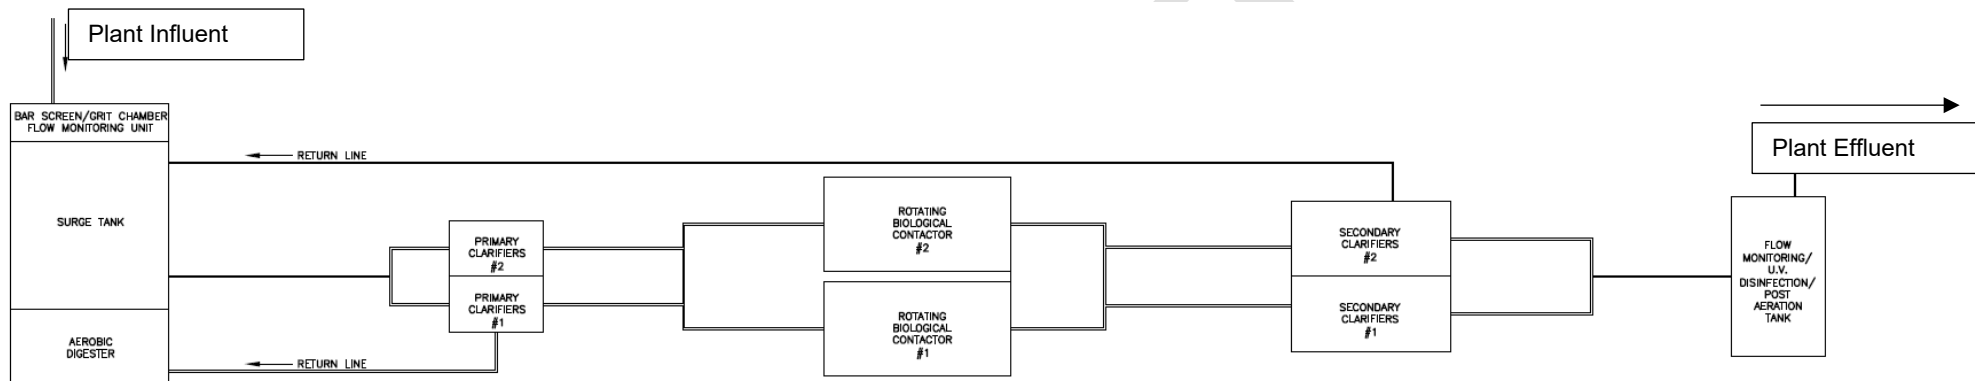 Plant Influent
BAR SCREEN/GRIT CHAMBER
FLOW MONITORING UNIT
RETURN LINE
Plant Effluent
SURGE TANK
PRIMARY
CLARIFIERS
#2
PRIMARY
CLARIFIERS
#1
ROTATING
BIOLOGICAL
CONTACTOR
#2
ROTATING
BIOLOGICAL
CONTACTOR
#1
SECONDARY
CLARIFIERS
#2
SECONDARY
CLARIFIERS
#1
FLOW
MONITORING/
U.V.
DISINFECTION/
POST
AERATION
TANK
AEROBIC
DIGESTER
RETURN LINE